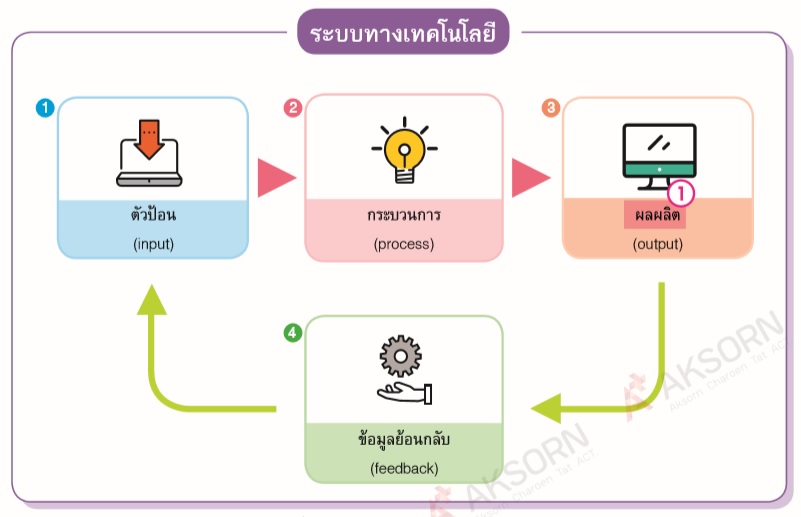 ระบบทางเทคโนโลยี
1
ตัวป้อน
(input)
2
กระบวนการ
(process)
3
1
ผลผลิต
(output)
4
ข้อมูลย้อนกลับ
(feedback)
AKSORN
Aksorn Charoen Tat ACT
AKSORN
Aksorn Charoen Tat ACT